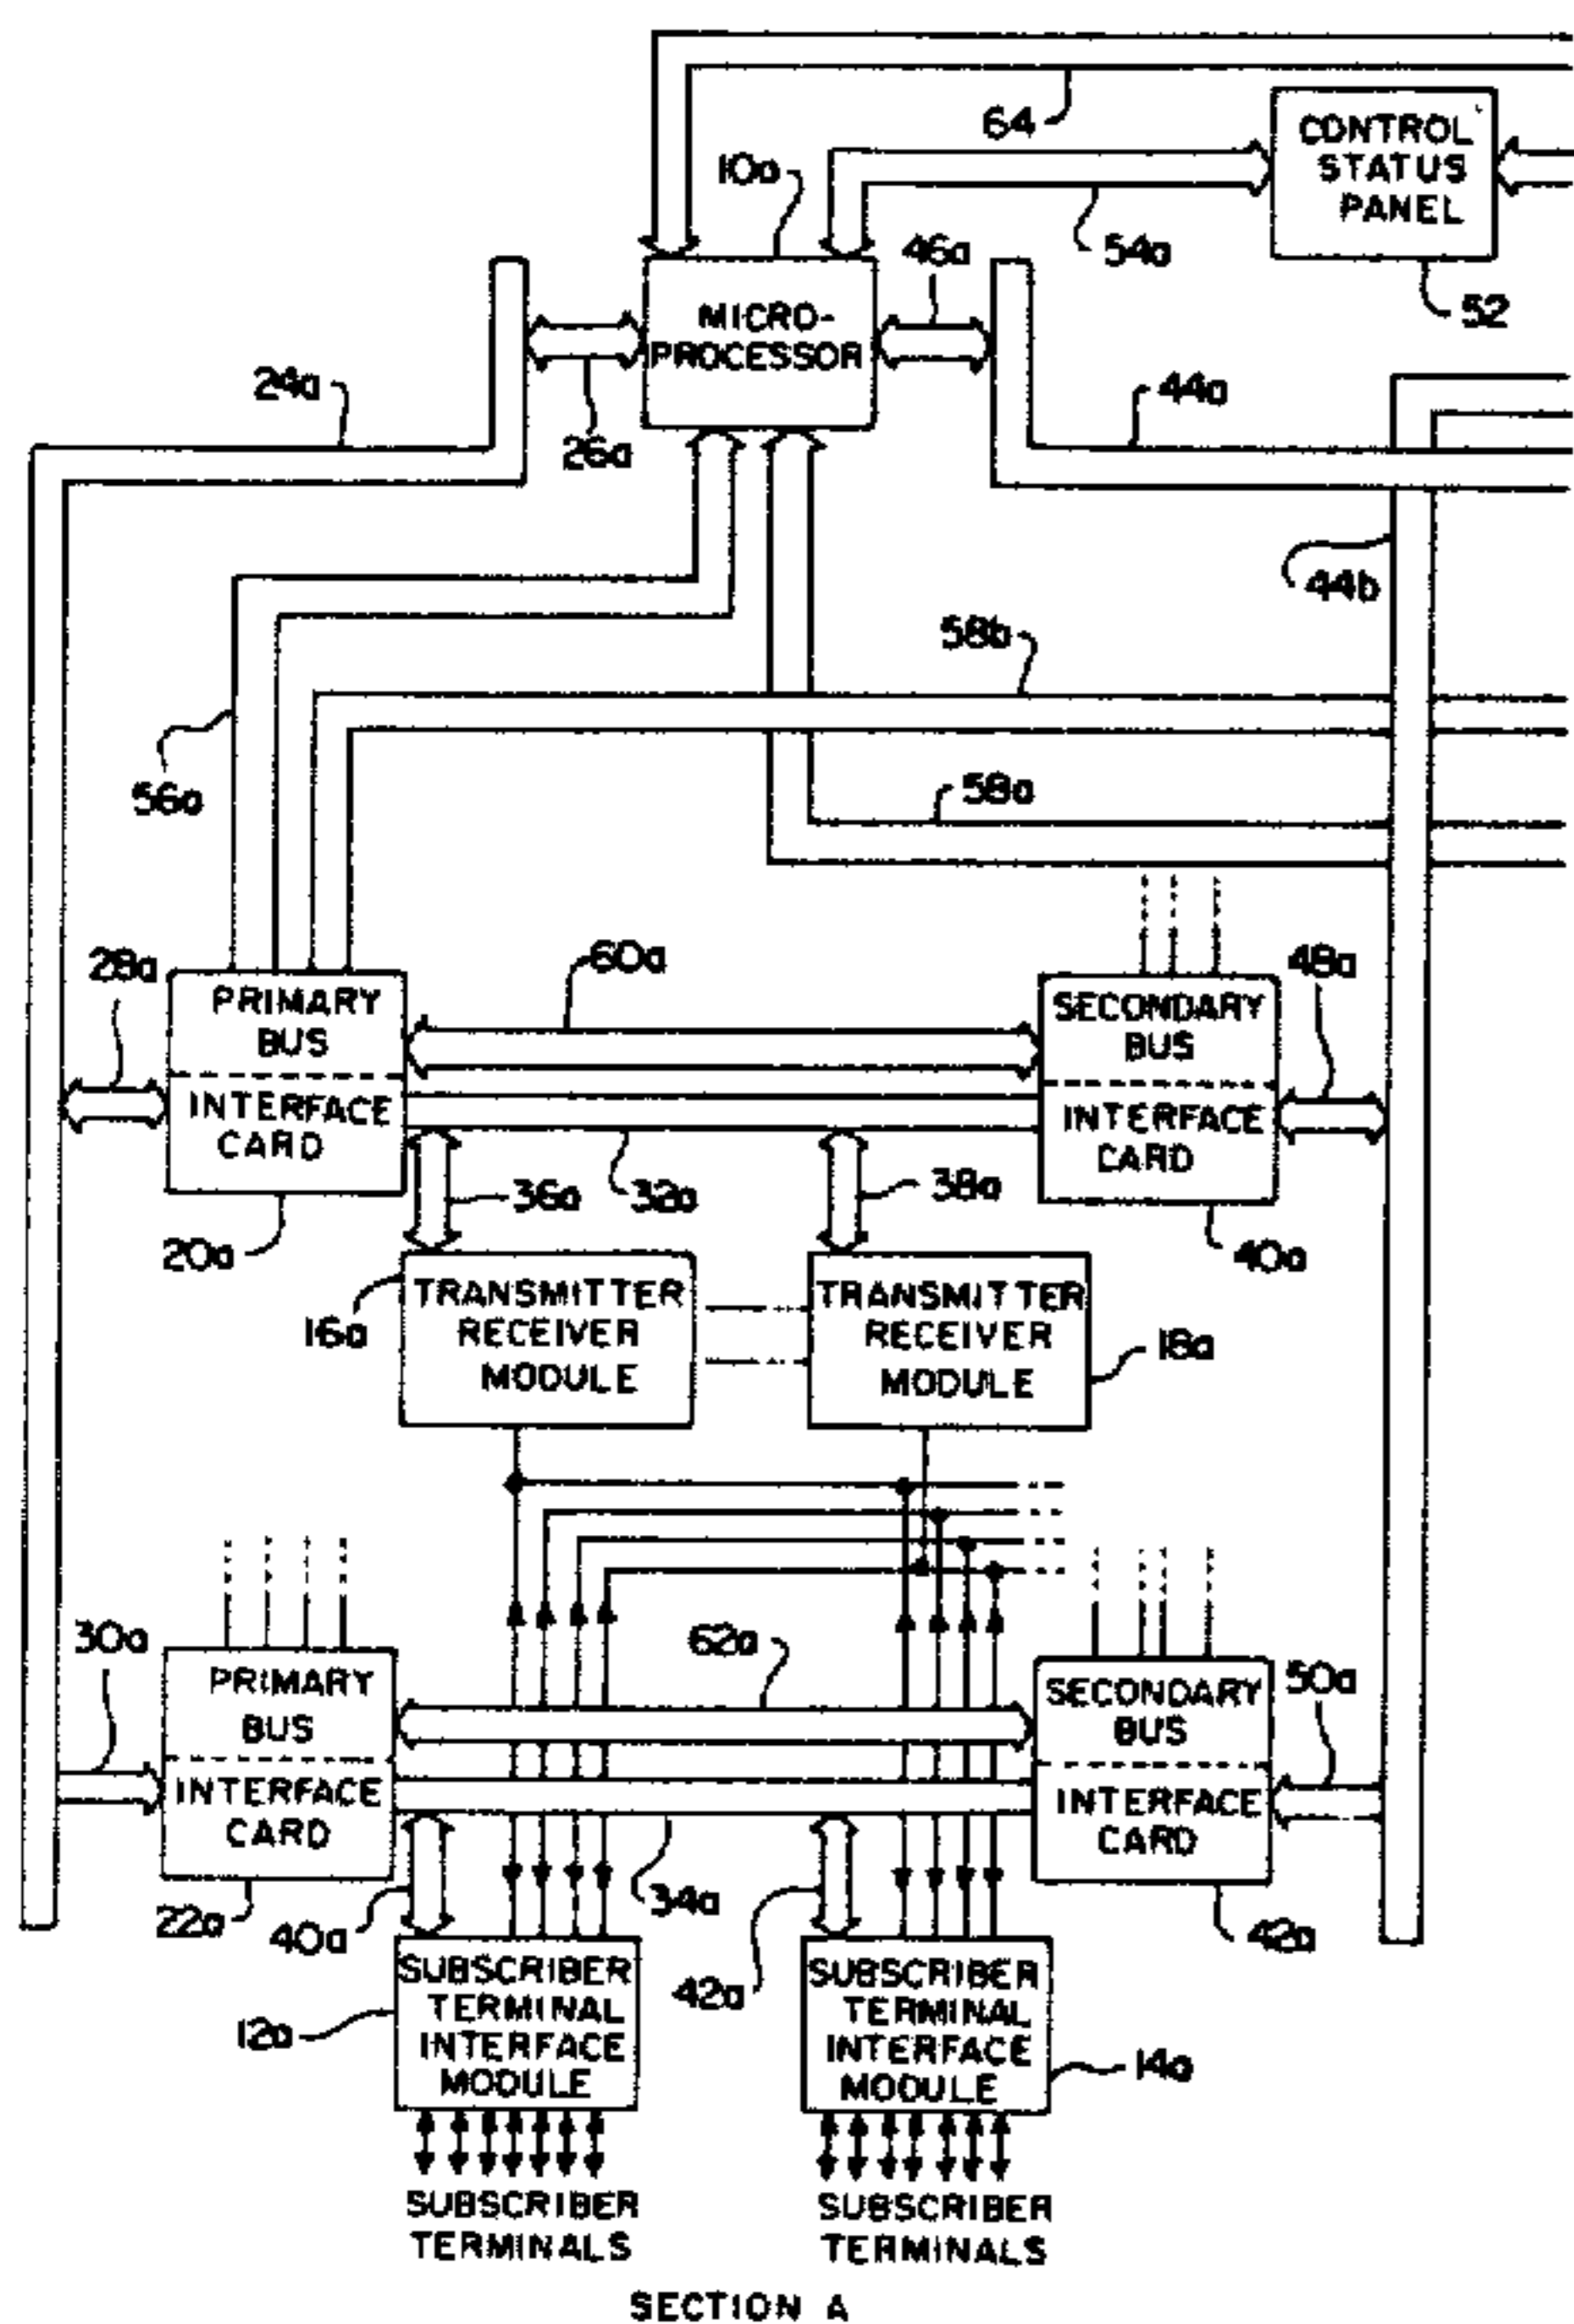 64
CONTROL
STATUS
PANEL
10a
54a
46a
52
MICRO-
PROCESSOR
24a
26a
44a
44b
58b
56a
58a
28a
60a
48a
PRIMARY
BUS
INTERFACE
CARD
SECONDARY
BUS
INTERFACE
CARD
36a
32a
38a
20a
40a
16a
TRANSMITTER
RECEIVER
MODULE
TRANSMITTER
RECEIVER
MODULE
18a
30a
62a
50a
PRIMARY
BUS
INTERFACE
CARD
SECONDARY
BUS
INTERFACE
CARD
22a
40a
34a
42a
42a
12a
SUBSCRIBER
TERMINAL
INTERFACE
MODULE
SUBSCRIBER
TERMINAL
INTERFACE
MODULE
14a
SUBSCRIBER
TERMINALS
SUBSCRIBER
TERMINALS
SECTION A